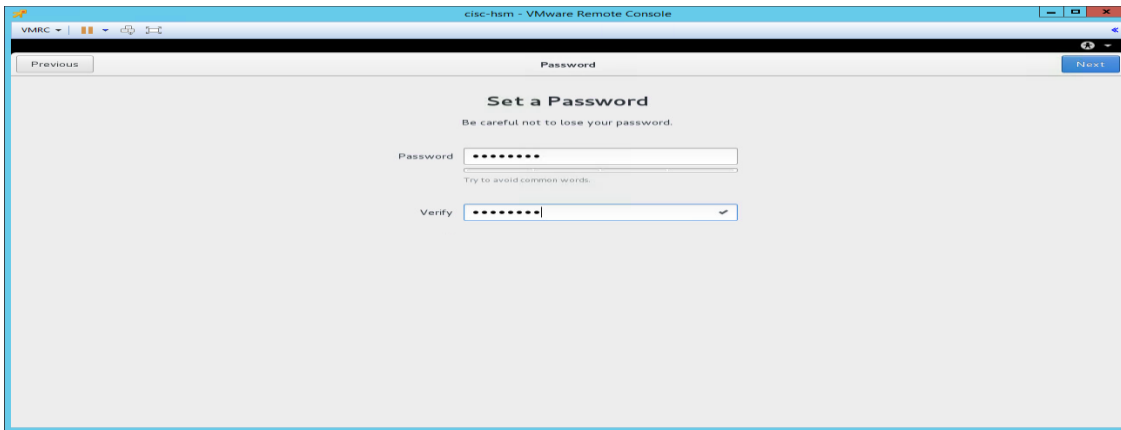 cisc-hsm - VMware Remote Console
VMRC
Previous Password Next
Set a Password
Be careful not to lose your password.
Password ••••••••
Try to avoid common words.
Verify ••••••••